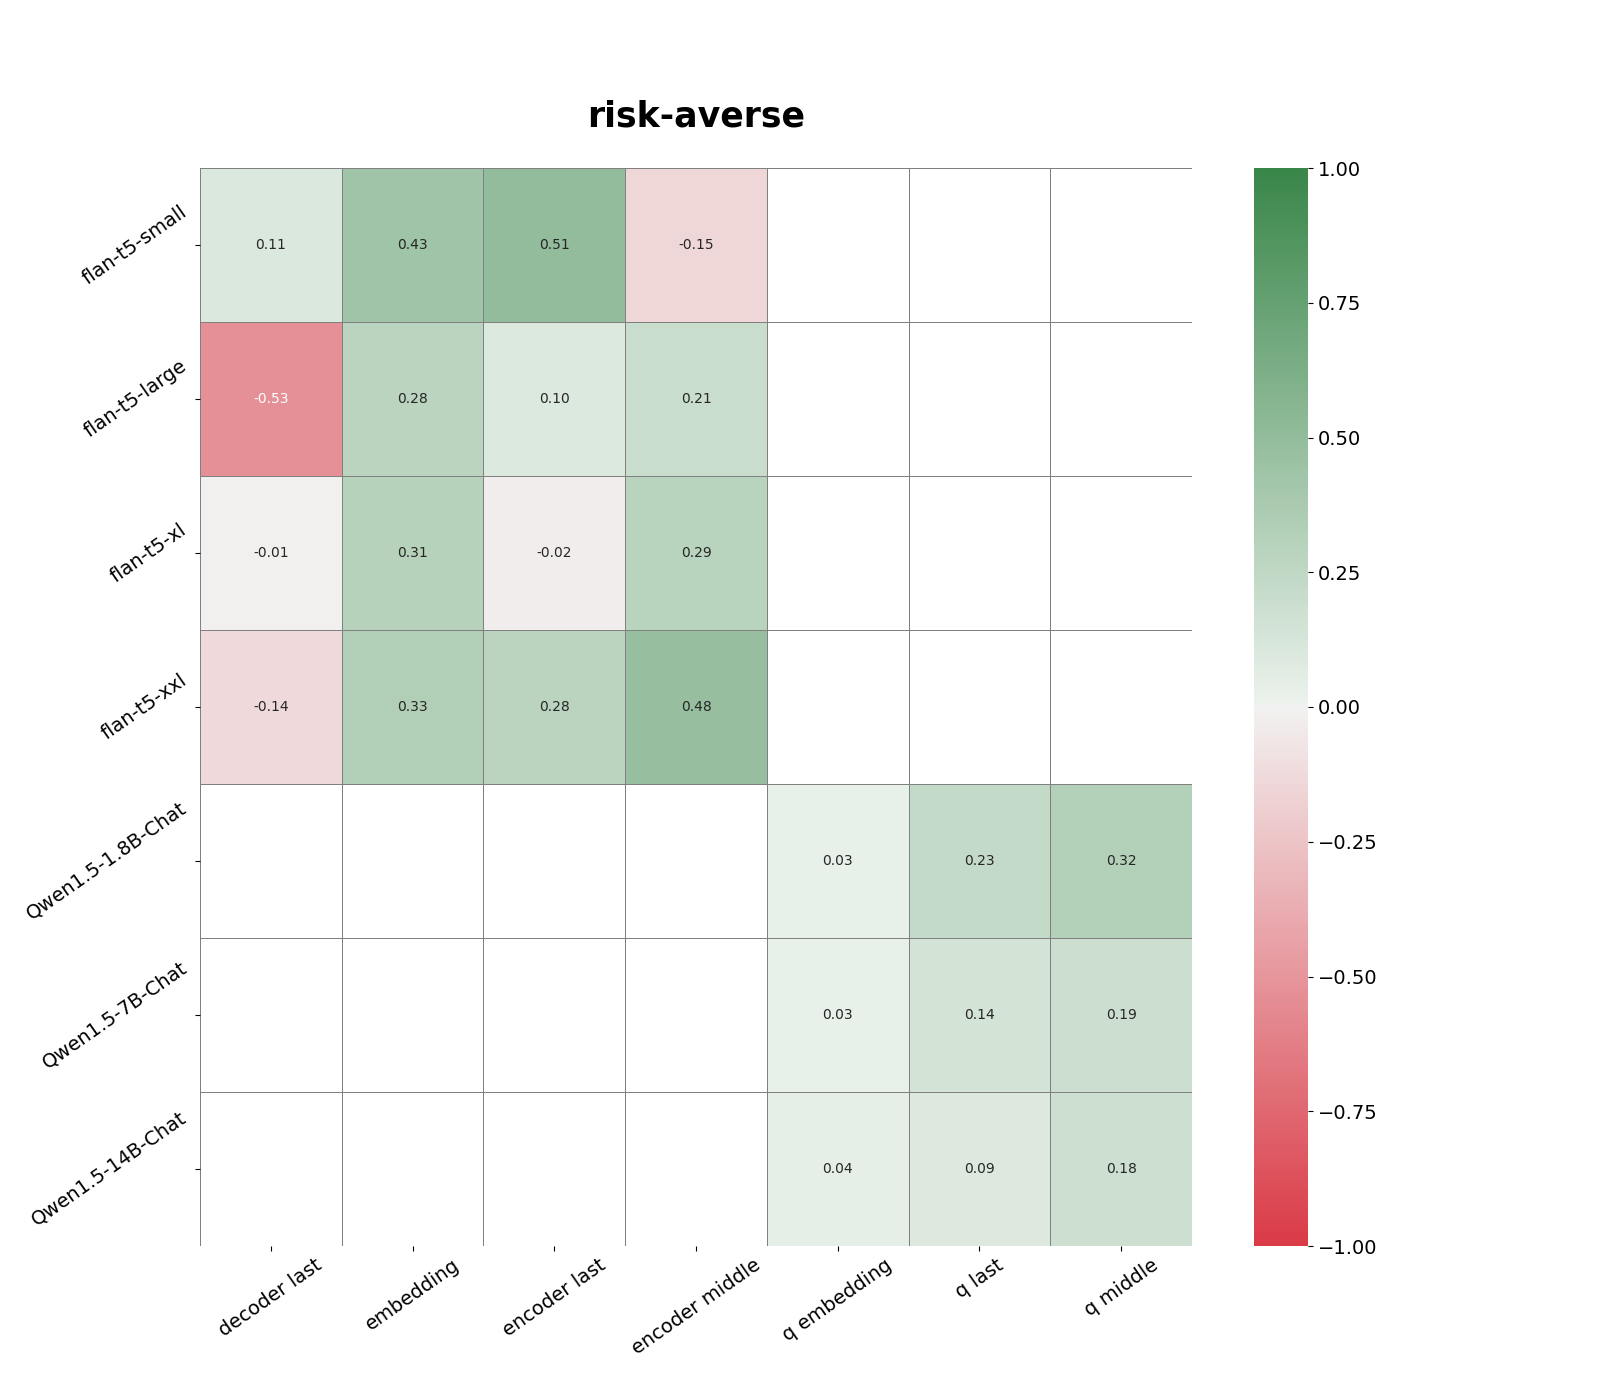 risk-averse
flan-t5-small 0.11 0.43 0.51 -0.15
flan-t5-large -0.53 0.28 0.10 0.21
flan-t5-xl -0.01 0.31 -0.02 0.29
flan-t5-xxl -0.14 0.33 0.28 0.48
Qwen1.5-1.8B-Chat 0.03 0.23 0.32
Qwen1.5-7B-Chat 0.03 0.14 0.19
Qwen1.5-14B-Chat 0.04 0.09 0.18
decoder last embedding encoder last encoder middle q embedding q last q middle
1.00
0.75
0.50
0.25
0.00
−0.25
−0.50
−0.75
−1.00